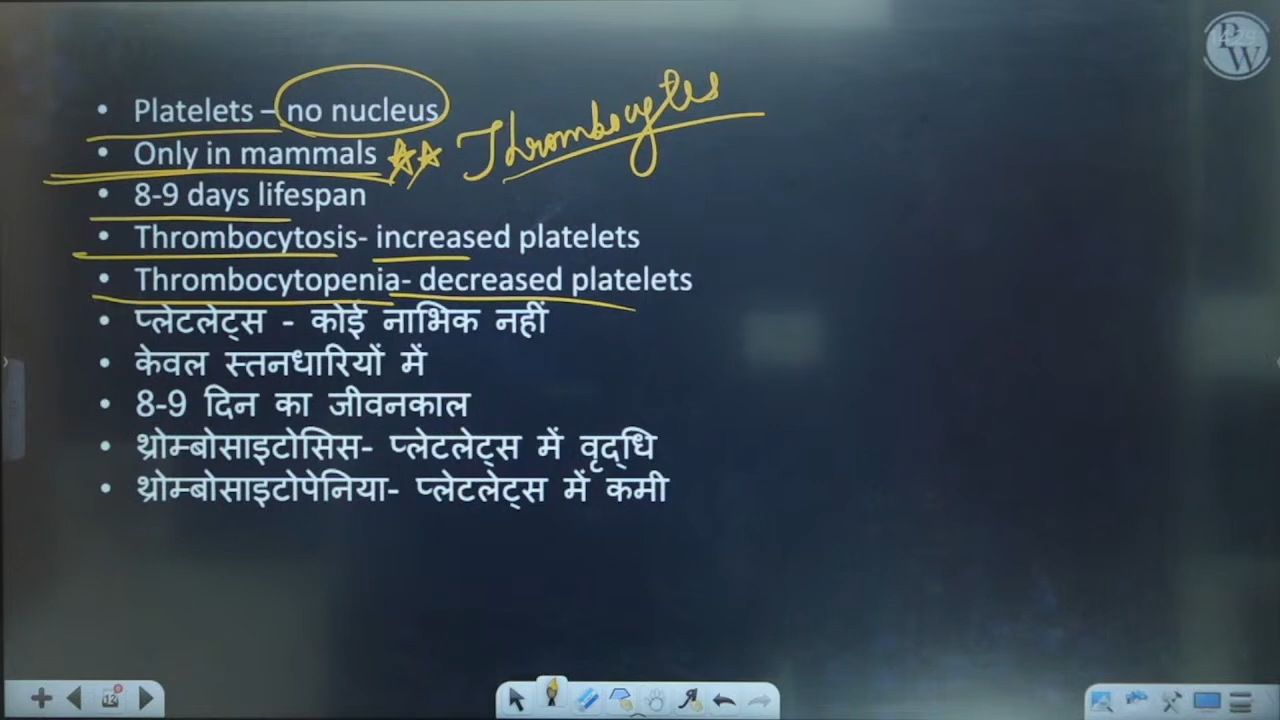 • Platelets – no nucleus
• Only in mammals
Thrombocytes
• 8-9 days lifespan
• Thrombocytosis- increased platelets
• Thrombocytopenia- decreased platelets
• प्लेटलेट्स - कोई नाभिक नहीं
• केवल स्तनधारियों में
• 8-9 दिन का जीवनकाल
• थ्रोम्बोसाइटोसिस- प्लेटलेट्स में वृद्धि
• थ्रोम्बोसाइटोपेनिया- प्लेटलेट्स में कमी
PW
12